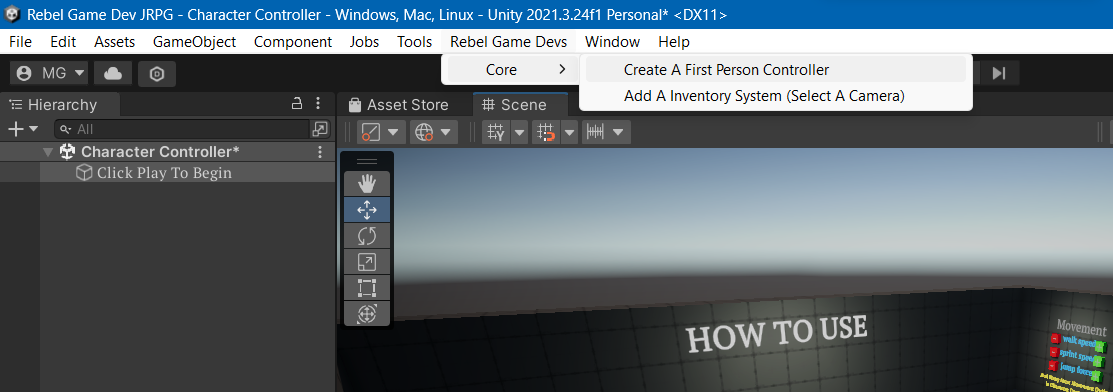 Rebel Game Dev JRPG - Character Controller - Windows, Mac, Linux - Unity 2021.3.24f1 Personal* <DX11>
File Edit Assets GameObject Component Jobs Tools Rebel Game Devs Window Help
MG
Core
Create A First Person Controller
Add A Inventory System (Select A Camera)
Hierarchy
Asset Store
Scene
All
Character Controller*
Click Play To Begin
HOW TO USE
Movement
walk speed
sprint speed
jump force